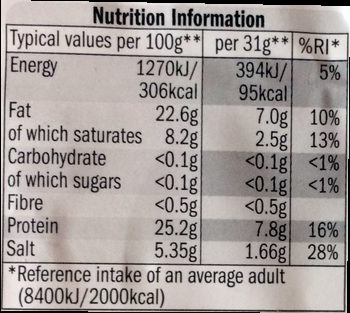 Nutrition Information
Typical values per 100g** per 31g** %RI*
Energy 1270kJ/ 394kJ/ 5%
306kcal 95kcal
Fat 22.6g 7.0g 10%
of which saturates 8.2g 2.5g 13%
Carbohydrate <0.1g <0.1g <1%
of which sugars <0.1g <0.1g <1%
Fibre <0.5g <0.5g
Protein 25.2g 7.8g 16%
Salt 5.35g 1.66g 28%
*Reference intake of an average adult
(8400kJ/2000kcal)